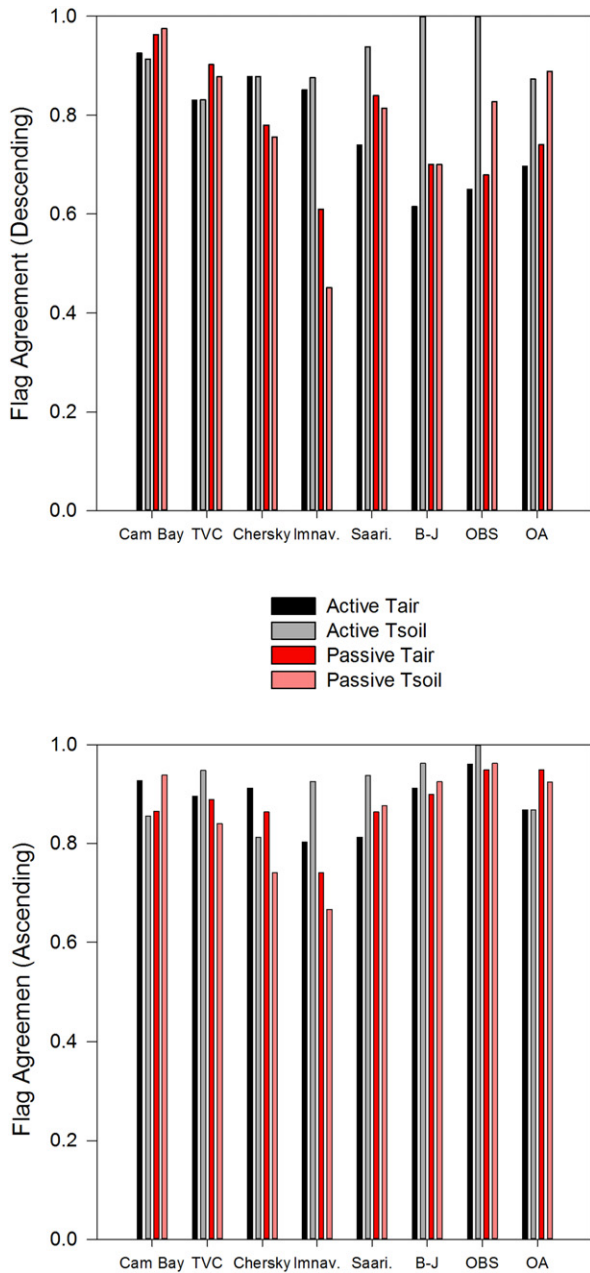 1.0
0.8
0.6
0.4
0.2
0.0
Flag Agreement (Descending)
Cam Bay TVC Chersky Imnav. Saari. B-J OBS OA
Active Tair
Active Tsoil
Passive Tair
Passive Tsoil
1.0
0.8
0.6
0.4
0.2
0.0
Flag Agreemen (Ascending)
Cam Bay TVC Chersky Imnav. Saari. B-J OBS OA